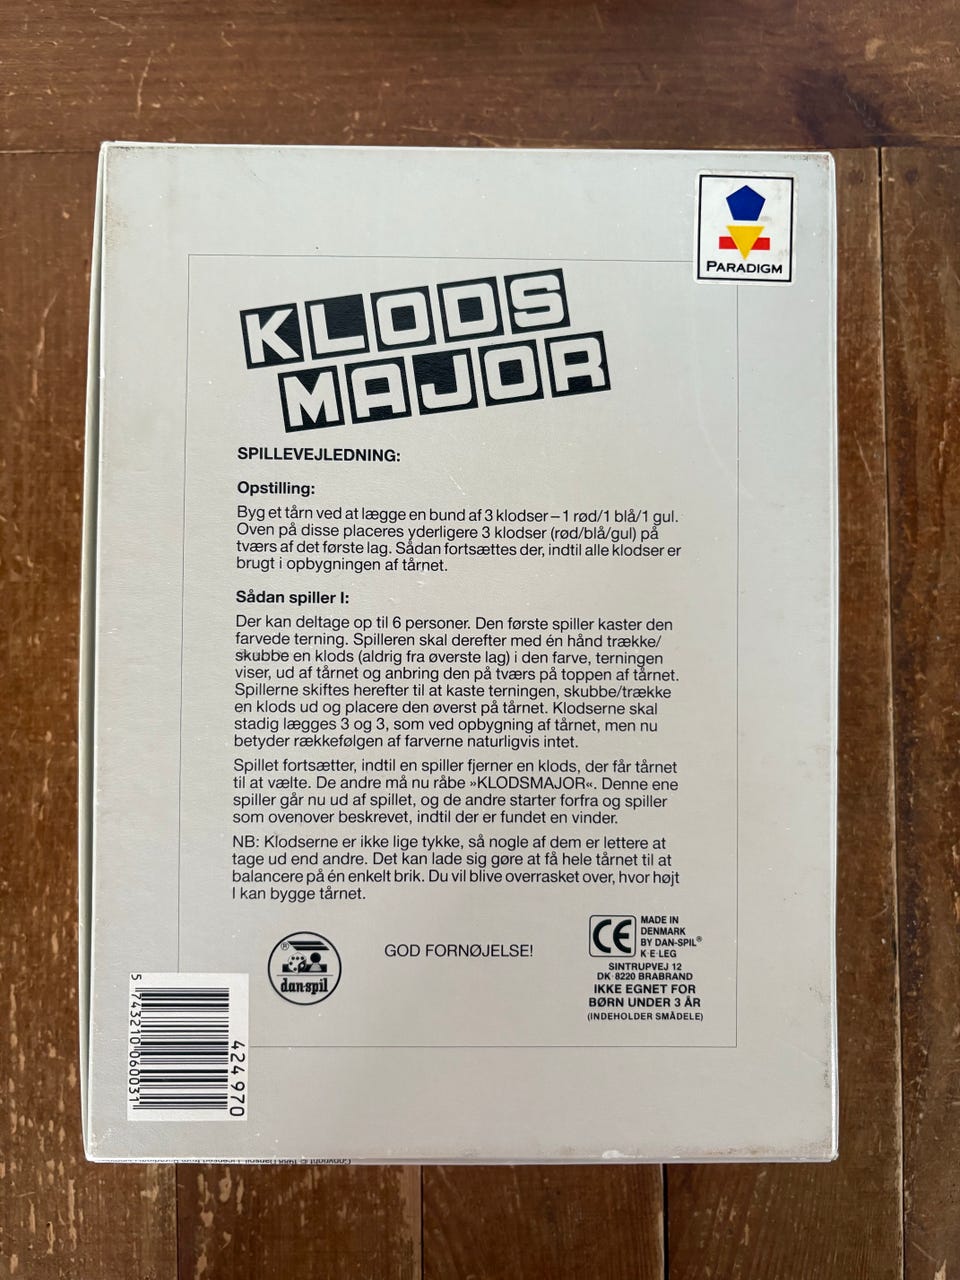 PARADIGM
KLODS
MAJOR
SPILLEVEJLEDNING:
Opstilling:
Byg et tårn ved at lægge en bund af 3 klodser – 1 rød/1 blå/1 gul.
Oven på disse placeres yderligere 3 klodser (rød/blå/gul) på
tværs af det første lag. Sådan fortsættes der, indtil alle klodser er
brugt i opbygningen af tårnet.
Sådan spiller I:
Der kan deltage op til 6 personer. Den første spiller kaster den
farvede terning. Spilleren skal derefter med én hånd trække/
skubbe en klods (aldrig fra øverste lag) i den farve, terningen
viser, ud af tårnet og anbring den på tværs på toppen af tårnet.
Spillerne skiftes herefter til at kaste terningen, skubbe/trække
en klods ud og placere den øverst på tårnet. Klodserne skal
stadig lægges 3 og 3, som ved opbygning af tårnet, men nu
betyder rækkefølgen af farverne naturligvis intet.
Spillet fortsætter, indtil en spiller fjerner en klods, der får tårnet
til at vælte. De andre må nu råbe »KLODSMAJOR«. Denne ene
spiller går nu ud af spillet, og de andre starter forfra og spiller
som ovenover beskrevet, indtil der er fundet en vinder.
NB: Klodserne er ikke lige tykke, så nogle af dem er lettere at
tage ud end andre. Det kan lade sig gøre at få hele tårnet til at
balancere på én enkelt brik. Du vil blive overrasket over, hvor højt
I kan bygge tårnet.
GOD FORNØJELSE!
®
dan-spil
CE
MADE IN
DENMARK
BY DAN-SPIL®
K·E·LEG
SINTRUPVEJ 12
DK·8220 BRABRAND
IKKE EGNET FOR
BØRN UNDER 3 ÅR
(INDEHOLDER SMÅDELE)
5 743210 060031
424970